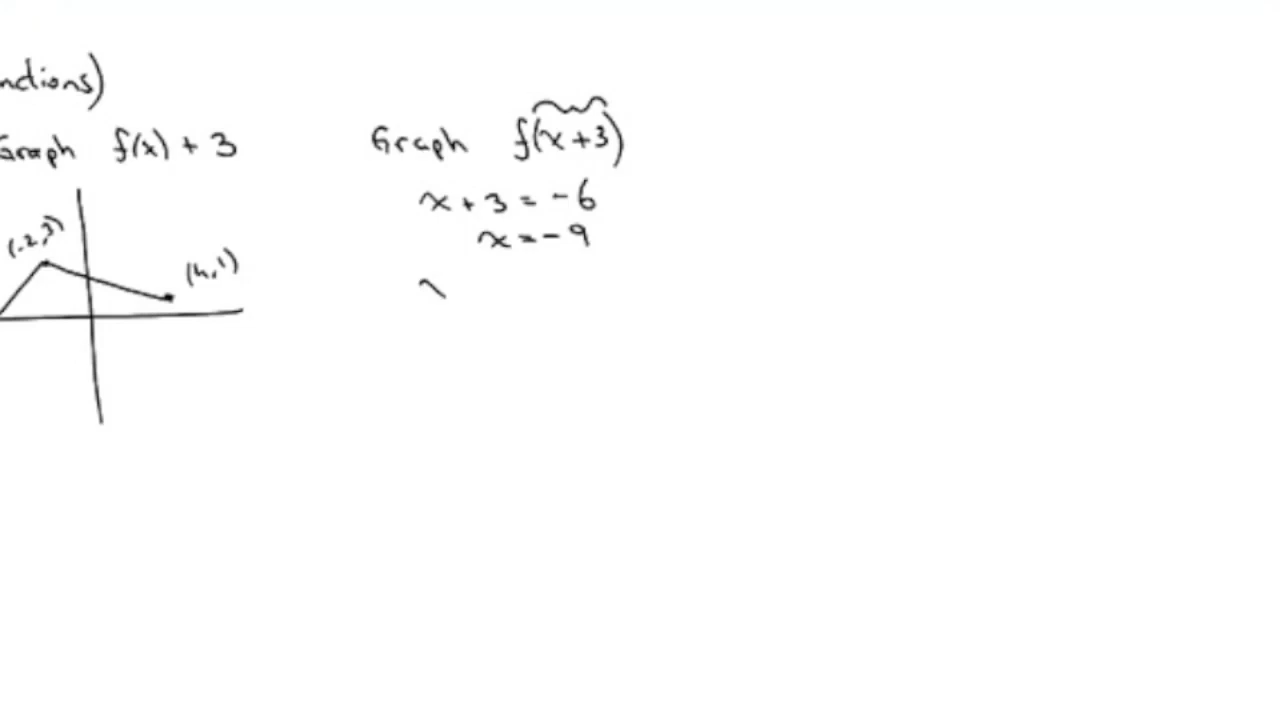 nctions)
Graph f(x) + 3
(-2,3)
(4,1)
Graph f(x+3)
x + 3 = -6
x = -9